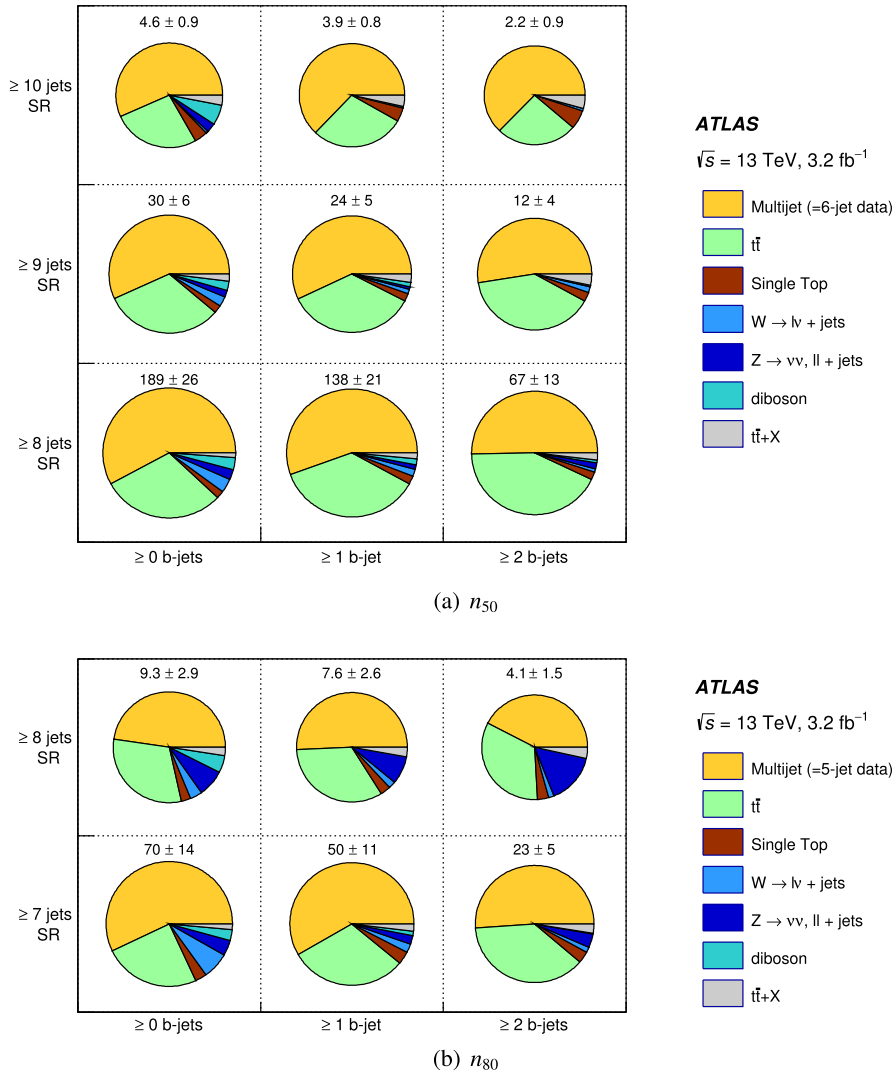 4.6 ± 0.9 3.9 ± 0.8 2.2 ± 0.9
≥ 10 jets
SR
30 ± 6 24 ± 5 12 ± 4
≥ 9 jets
SR
189 ± 26 138 ± 21 67 ± 13
≥ 8 jets
SR
≥ 0 b-jets ≥ 1 b-jet ≥ 2 b-jets
ATLAS
√s = 13 TeV, 3.2 fb⁻¹
Multijet (=6-jet data)
tt̄
Single Top
W → lν + jets
Z → νν, ll + jets
diboson
tt̄+X
(a) n₅₀
9.3 ± 2.9 7.6 ± 2.6 4.1 ± 1.5
≥ 8 jets
SR
70 ± 14 50 ± 11 23 ± 5
≥ 7 jets
SR
≥ 0 b-jets ≥ 1 b-jet ≥ 2 b-jets
ATLAS
√s = 13 TeV, 3.2 fb⁻¹
Multijet (=5-jet data)
tt̄
Single Top
W → lν + jets
Z → νν, ll + jets
diboson
tt̄+X
(b) n₈₀